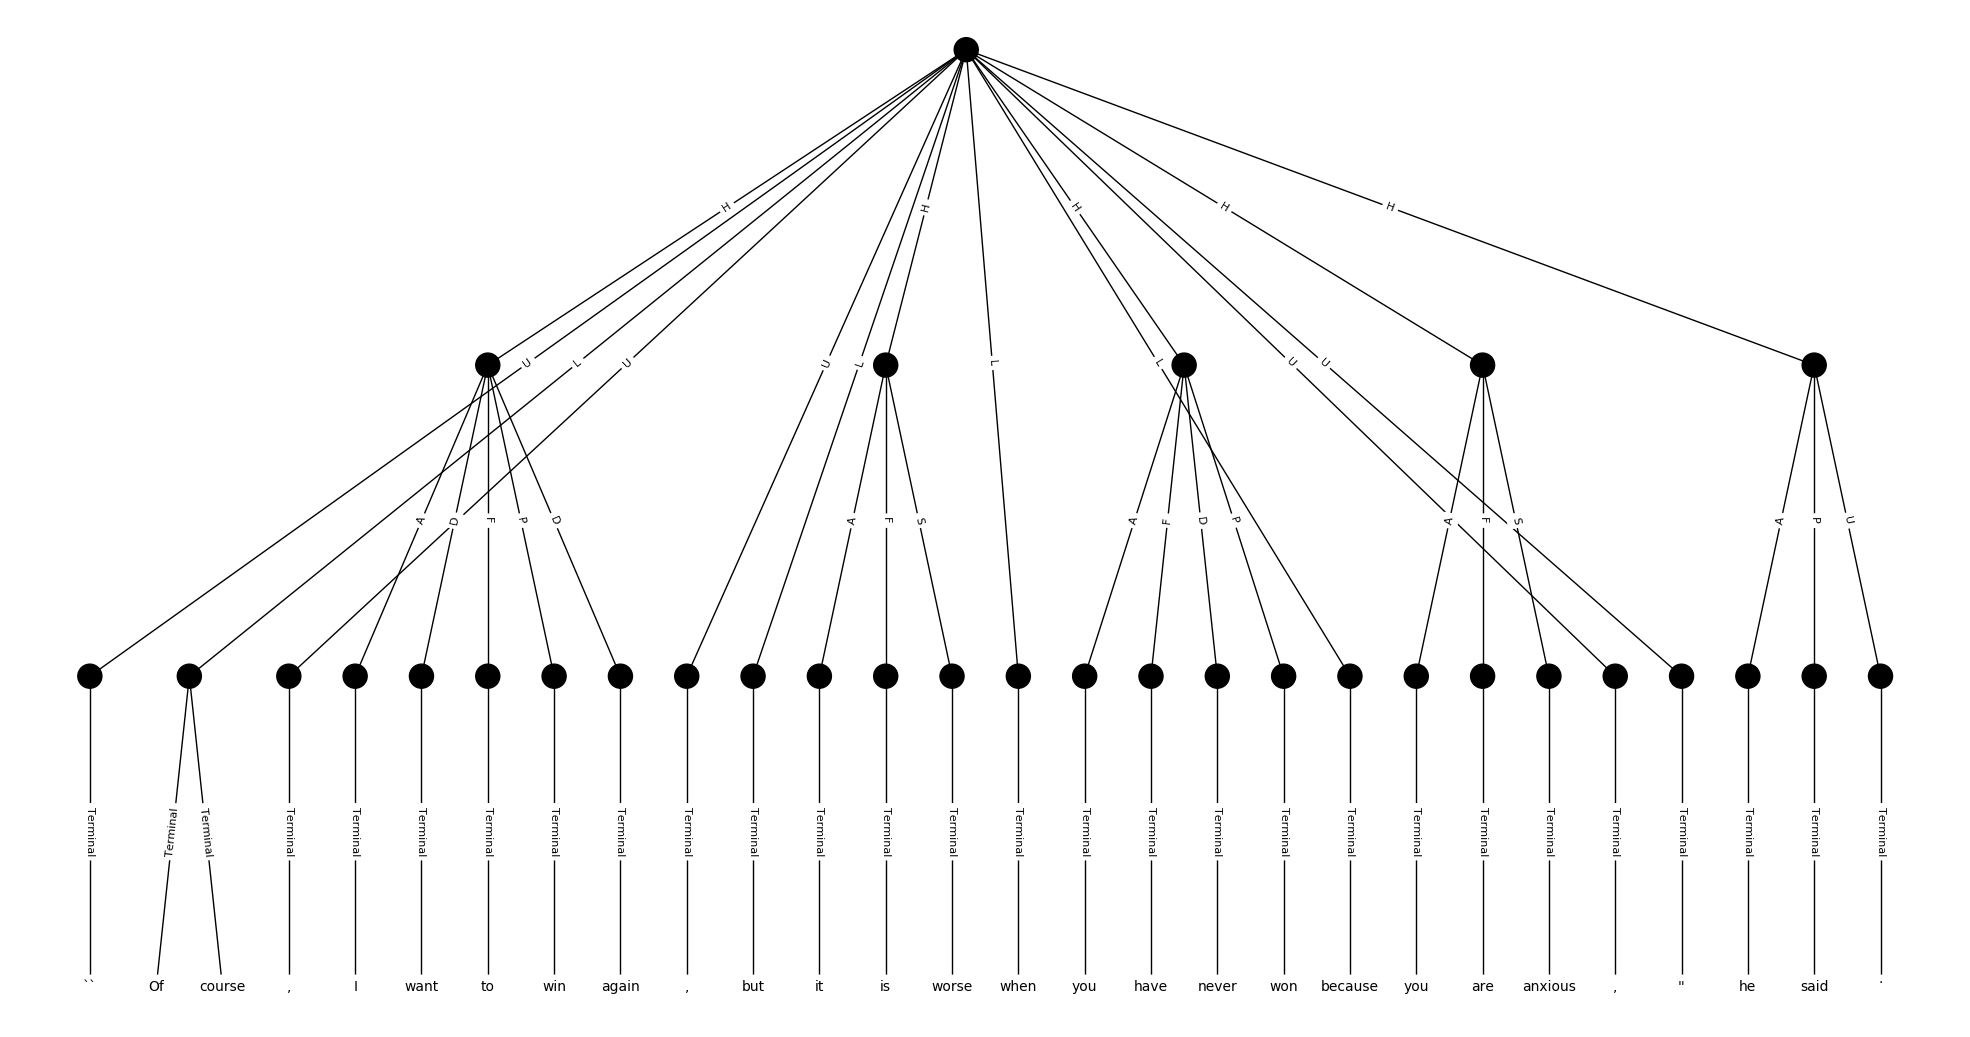 H H H H H
U L U U L L L U U
A D F P D A F S A F D P A F S A P U
Terminal Terminal Terminal Terminal Terminal Terminal Terminal Terminal Terminal Terminal Terminal Terminal Terminal Terminal Terminal Terminal Terminal Terminal Terminal Terminal Terminal Terminal Terminal Terminal Terminal Terminal Terminal Terminal
`` Of course , I want to win again , but it is worse when you have never won because you are anxious , " he said .